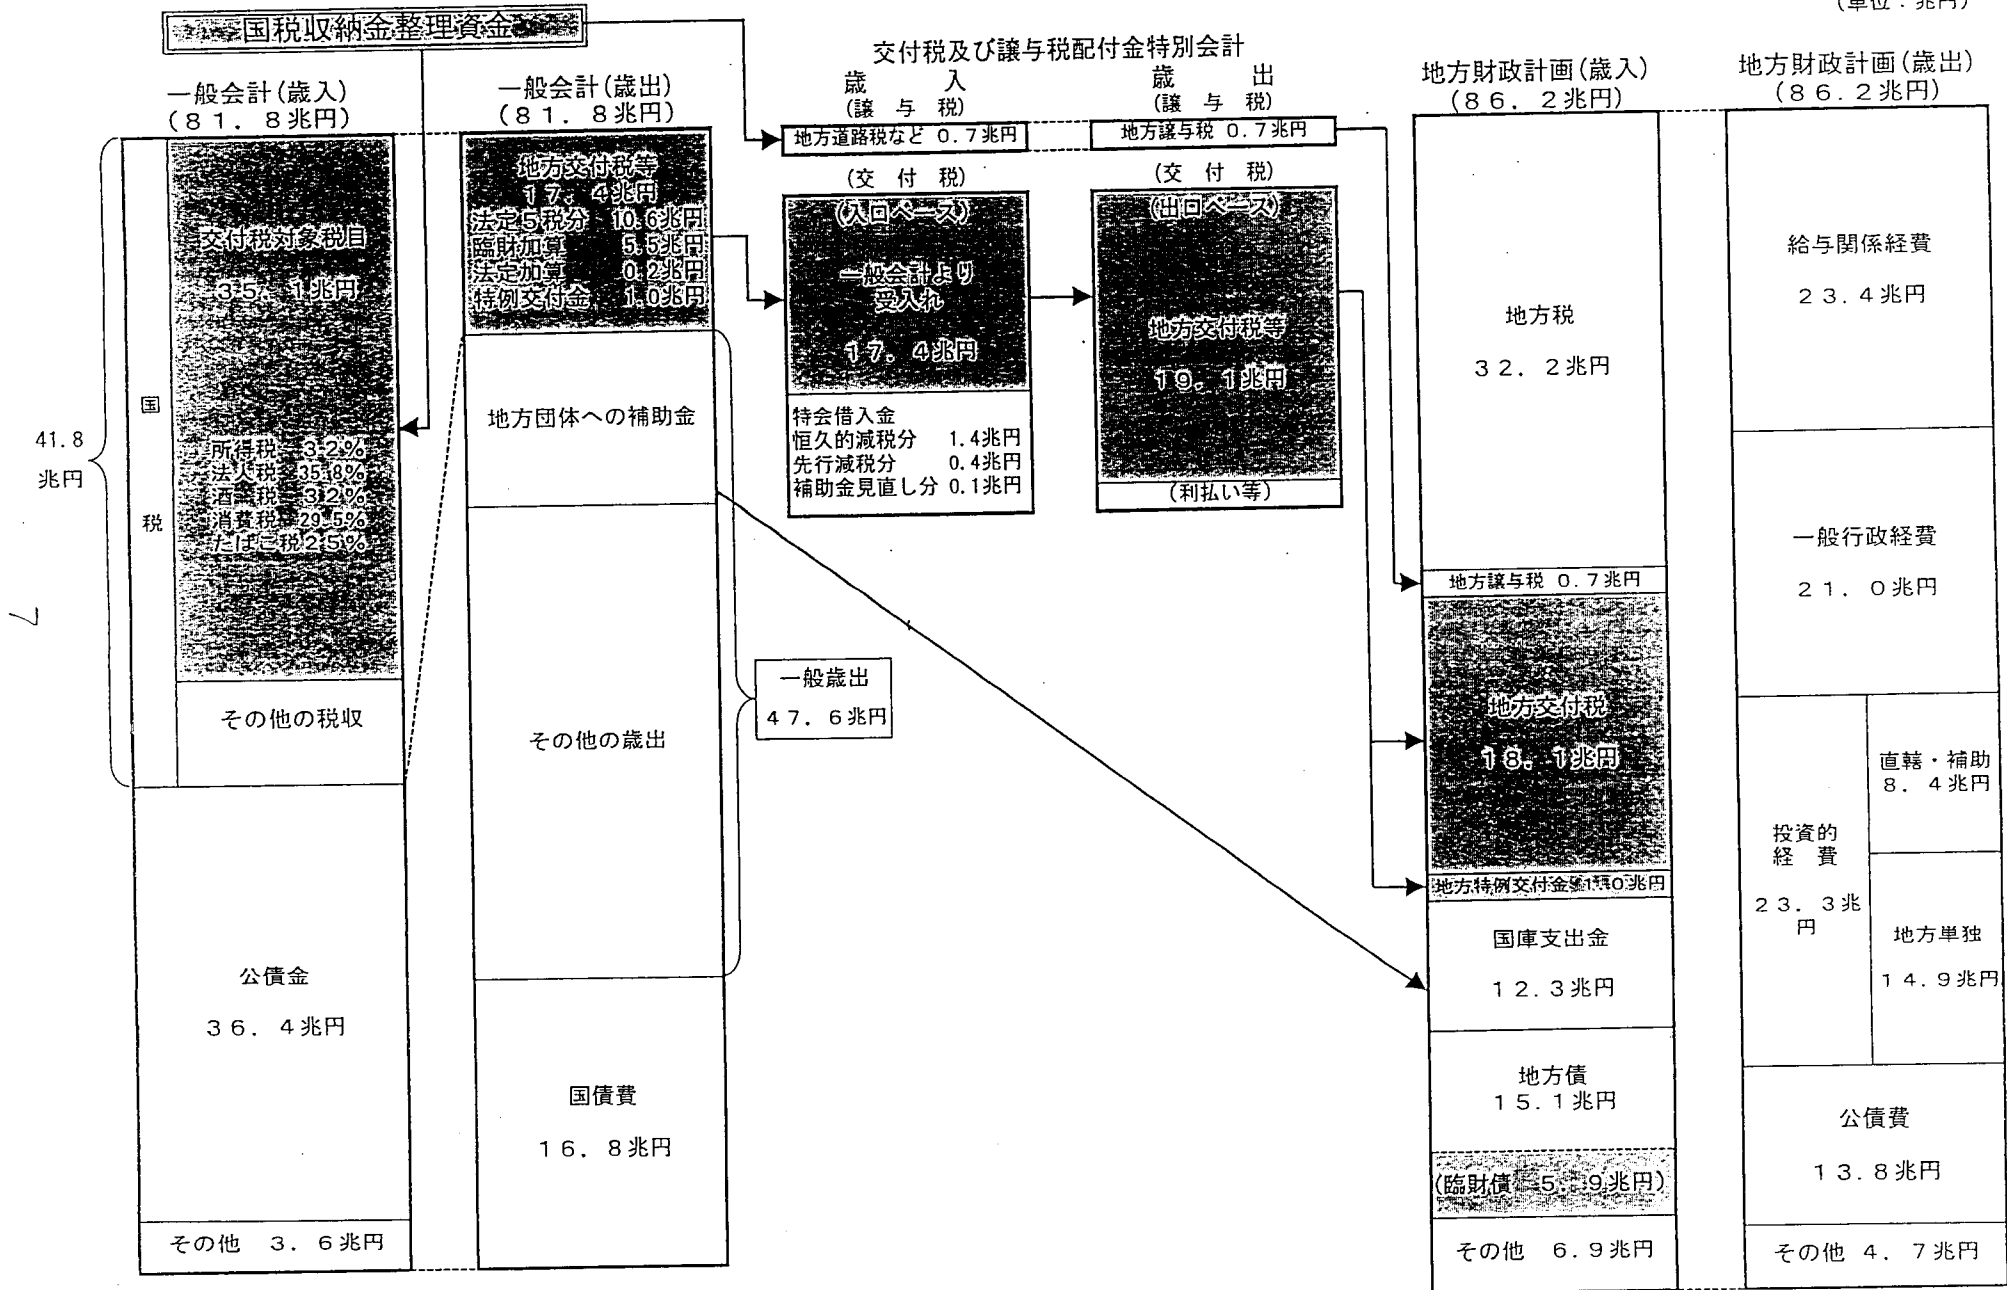 (単位：兆円)
国税収納金整理資金
一般会計(歳入)
(８１．８兆円)
41.8
兆円
国
税
交付税対象税目
３５．１兆円
所得税 32%
法人税 35.8%
酒税 32%
消費税 29.5%
たばこ税 25%
その他の税収
公債金
３６．４兆円
その他 ３．６兆円
一般会計(歳出)
(８１．８兆円)
地方交付税等
１７．４兆円
法定５税分 10.6兆円
臨財加算 5.5兆円
法定加算 0.2兆円
特例交付金 1.0兆円
地方団体への補助金
その他の歳出
一般歳出
４７．６兆円
国債費
１６．８兆円
交付税及び譲与税配付金特別会計
歳 入
(譲 与 税)
地方道路税など ０.７兆円
(交 付 税)
(入口ベース)
一般会計より
受入れ
１７．４兆円
特会借入金
恒久的減税分 1.4兆円
先行減税分 0.4兆円
補助金見直し分 0.1兆円
歳 出
(譲 与 税)
地方譲与税 ０.７兆円
(交 付 税)
(出口ベース)
地方交付税等
１９．１兆円
(利払い等)
地方財政計画(歳入)
(８６．２兆円)
地方税
３２．２兆円
地方譲与税 ０.７兆円
地方交付税
１８．１兆円
地方特例交付金 1.0兆円
国庫支出金
１２.３兆円
地方債
１５.１兆円
(臨財債 5.9兆円)
その他 ６.９兆円
地方財政計画(歳出)
(８６.２兆円)
給与関係経費
２３.４兆円
一般行政経費
２１．０兆円
投資的
経 費
２３．３兆
円
直轄・補助
８．４兆円
地方単独
１４.９兆円
公債費
１３.８兆円
その他 ４．７兆円
7